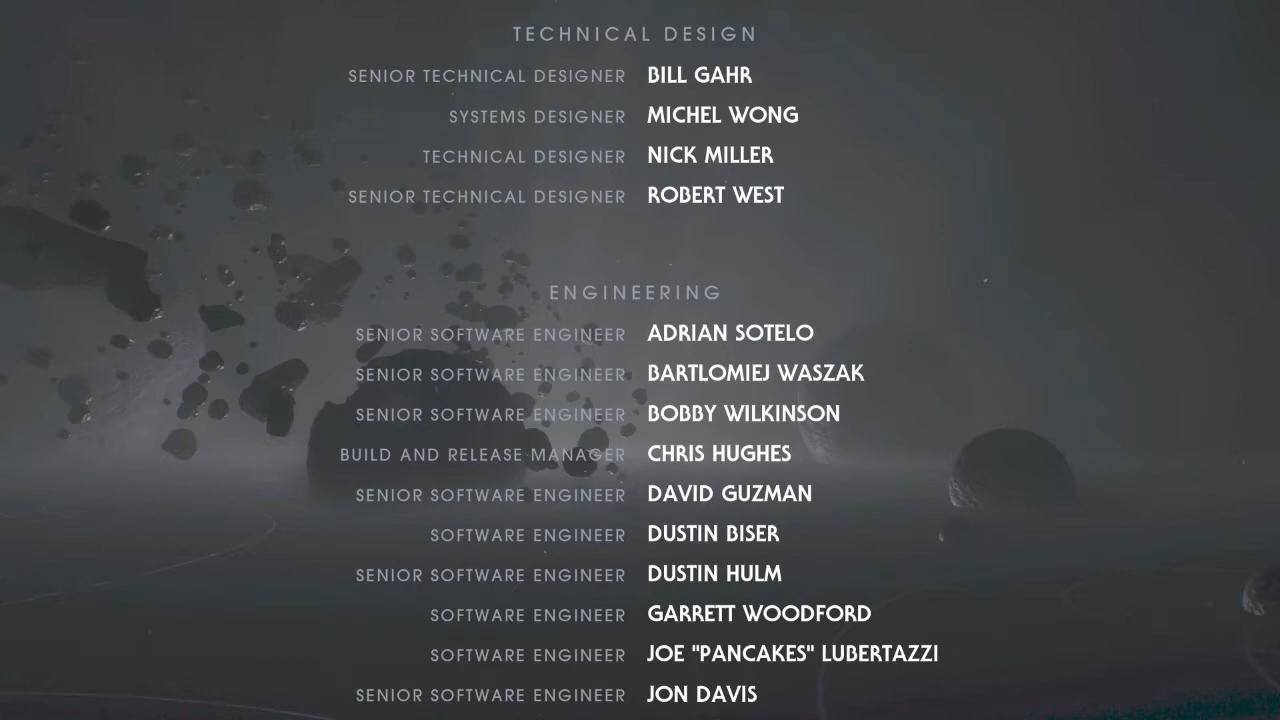 TECHNICAL DESIGN
SENIOR TECHNICAL DESIGNER BILL GAHR
SYSTEMS DESIGNER MICHEL WONG
TECHNICAL DESIGNER NICK MILLER
SENIOR TECHNICAL DESIGNER ROBERT WEST
ENGINEERING
SENIOR SOFTWARE ENGINEER ADRIAN SOTELO
SENIOR SOFTWARE ENGINEER BARTLOMIEJ WASZAK
SENIOR SOFTWARE ENGINEER BOBBY WILKINSON
BUILD AND RELEASE MANAGER CHRIS HUGHES
SENIOR SOFTWARE ENGINEER DAVID GUZMAN
SOFTWARE ENGINEER DUSTIN BISER
SENIOR SOFTWARE ENGINEER DUSTIN HULM
SOFTWARE ENGINEER GARRETT WOODFORD
SOFTWARE ENGINEER JOE "PANCAKES" LUBERTAZZI
SENIOR SOFTWARE ENGINEER JON DAVIS